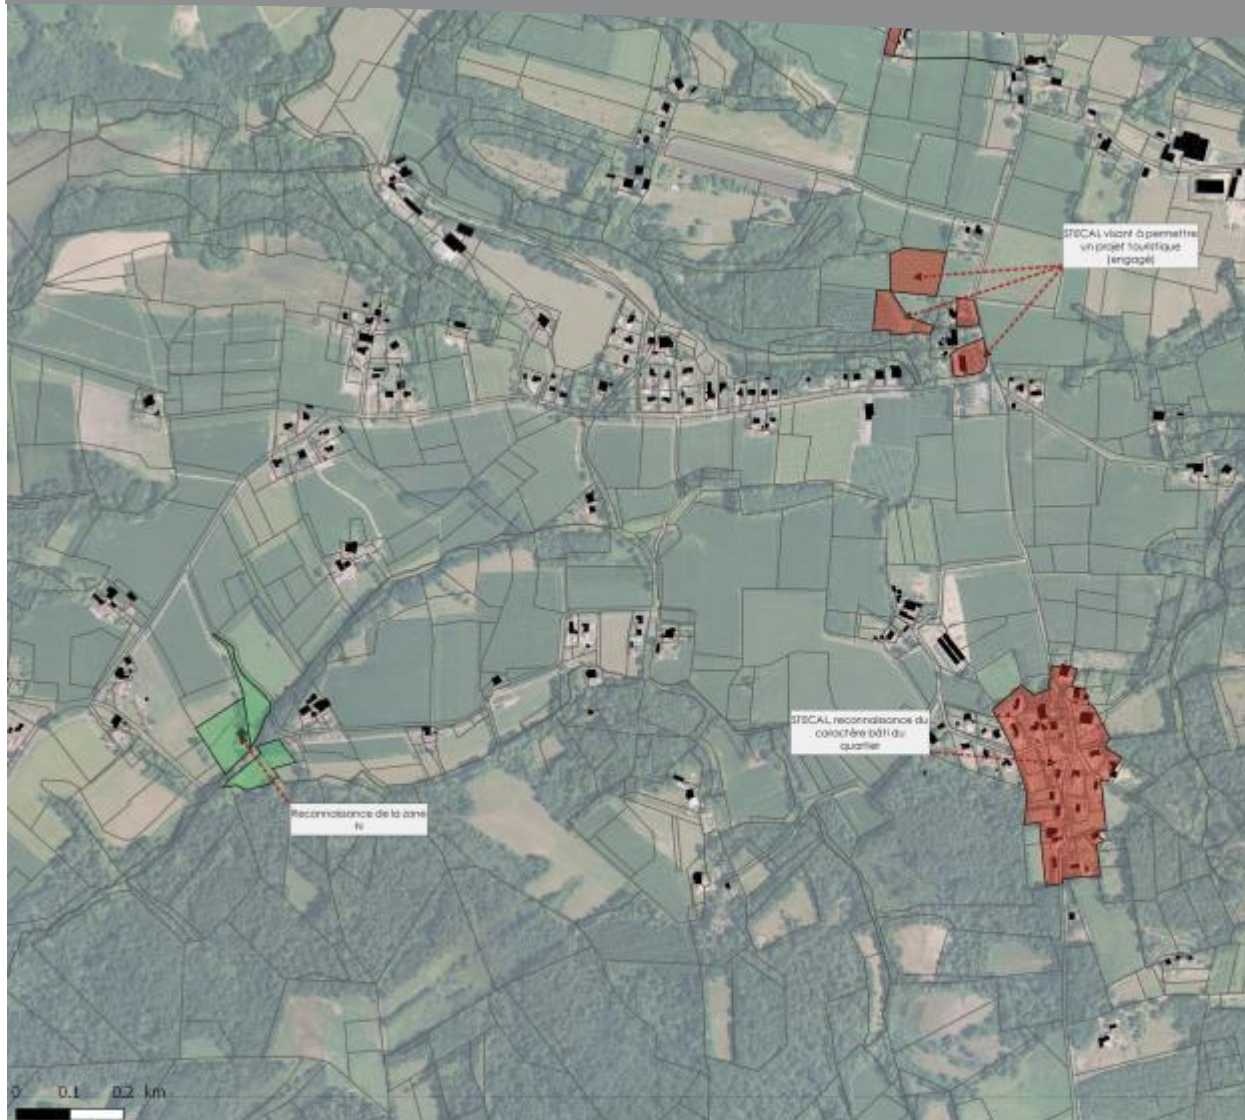 STECAL visant à permettre
un projet touristique
(engagé)
STECAL, reconnaissance du
caractère bâti du
quartier
Reconnaissance de la zone
N
0 0.1 0.2 km